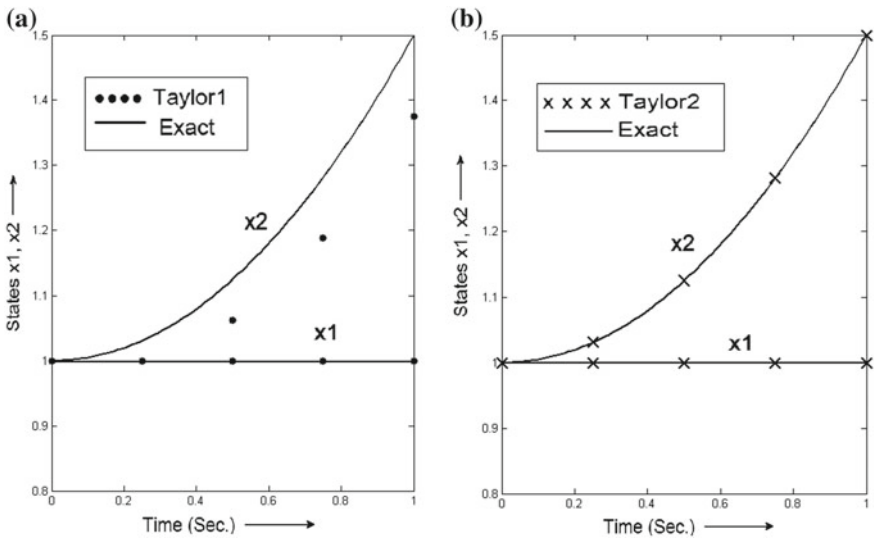 (a)
1.5
1.4
1.3
1.2
1.1
1
0.9
0.8
Taylor1
Exact
x2
x1
States x1, x2
0 0.2 0.4 0.6 0.8 1
Time (Sec.)
(b)
1.5
1.4
1.3
1.2
1.1
1
0.9
0.8
Taylor2
Exact
x2
x1
States x1, x2
0 0.2 0.4 0.6 0.8 1
Time (Sec.)